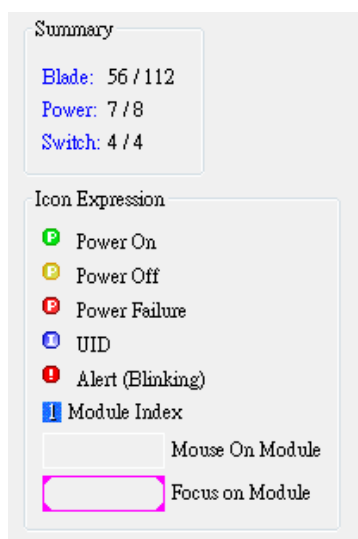 Summary
Blade: 56 / 112
Power: 7 / 8
Switch: 4 / 4
Icon Expression
P Power On
P Power Off
P Power Failure
I UID
! Alert (Blinking)
1 Module Index
Mouse On Module
Focus on Module